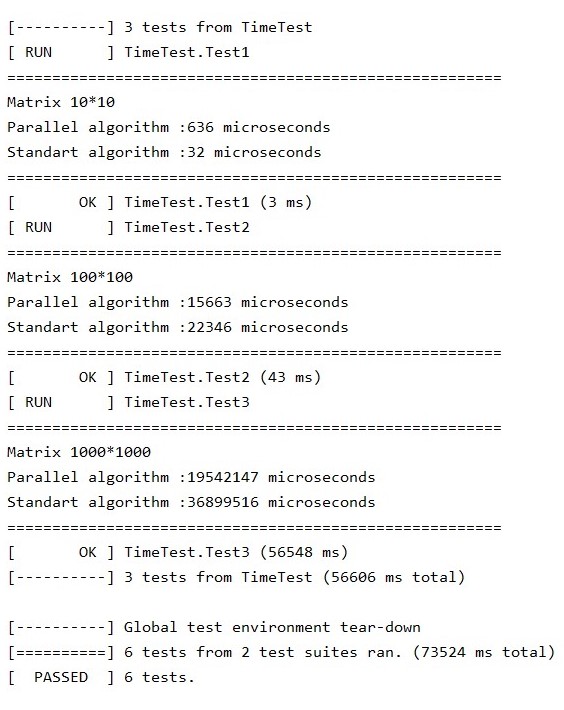 [----------] 3 tests from TimeTest
[ RUN      ] TimeTest.Test1
=======================================================
Matrix 10*10
Parallel algorithm :636 microseconds
Standart algorithm :32 microseconds
=======================================================
[       OK ] TimeTest.Test1 (3 ms)
[ RUN      ] TimeTest.Test2
=======================================================
Matrix 100*100
Parallel algorithm :15663 microseconds
Standart algorithm :22346 microseconds
=======================================================
[       OK ] TimeTest.Test2 (43 ms)
[ RUN      ] TimeTest.Test3
=======================================================
Matrix 1000*1000
Parallel algorithm :19542147 microseconds
Standart algorithm :36899516 microseconds
=======================================================
[       OK ] TimeTest.Test3 (56548 ms)
[----------] 3 tests from TimeTest (56606 ms total)
[----------] Global test environment tear-down
[==========] 6 tests from 2 test suites ran. (73524 ms total)
[  PASSED  ] 6 tests.